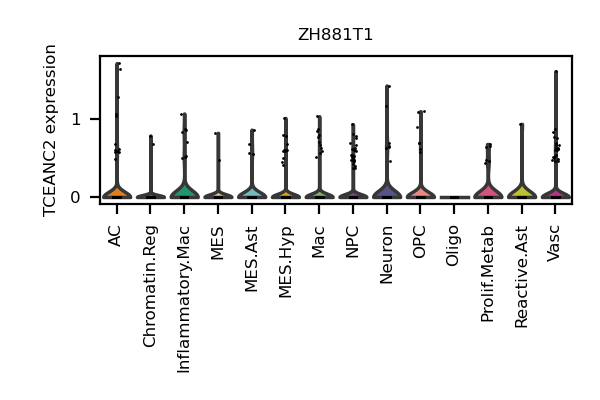 ZH881T1
TCEANC2 expression
1
0
AC
Chromatin.Reg
Inflammatory.Mac
MES
MES.Ast
MES.Hyp
Mac
NPC
Neuron
OPC
Oligo
Prolif.Metab
Reactive.Ast
Vasc